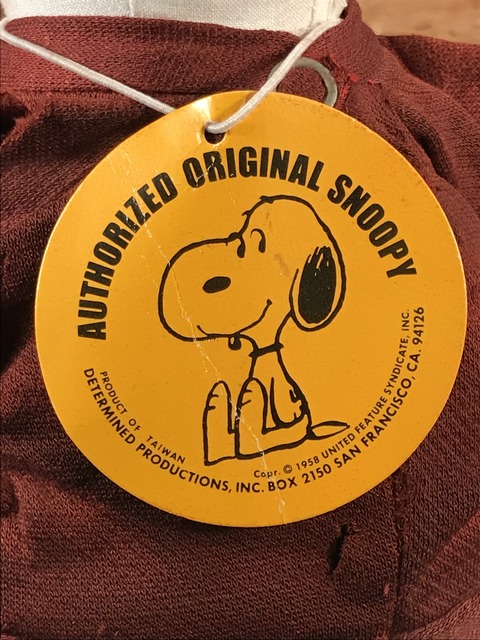 AUTHORIZED ORIGINAL SNOOPY
PRODUCT OF TAIWAN
Copr. © 1958 UNITED FEATURE SYNDICATE, INC.
DETERMINED PRODUCTIONS, INC. BOX 2150 SAN FRANCISCO, CA. 94126